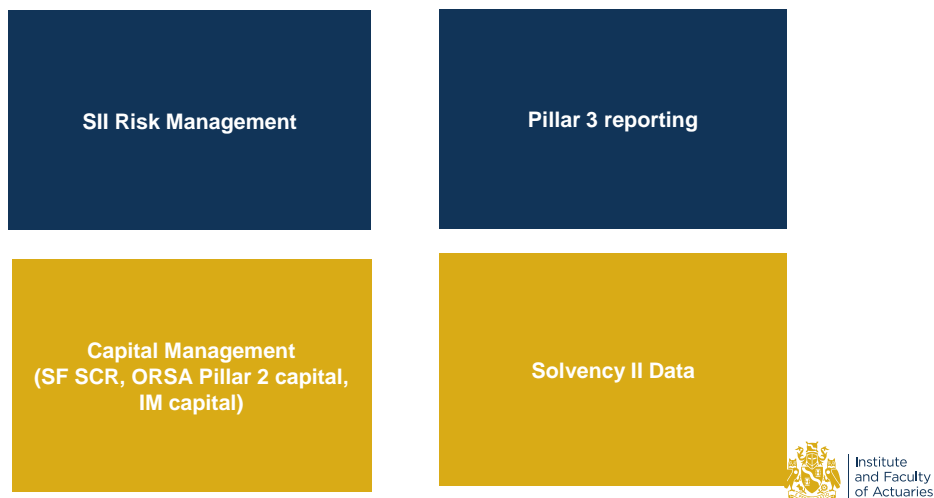 SII Risk Management
Pillar 3 reporting
Capital Management
(SF SCR, ORSA Pillar 2 capital,
IM capital)
Solvency II Data
Institute
and Faculty
of Actuaries